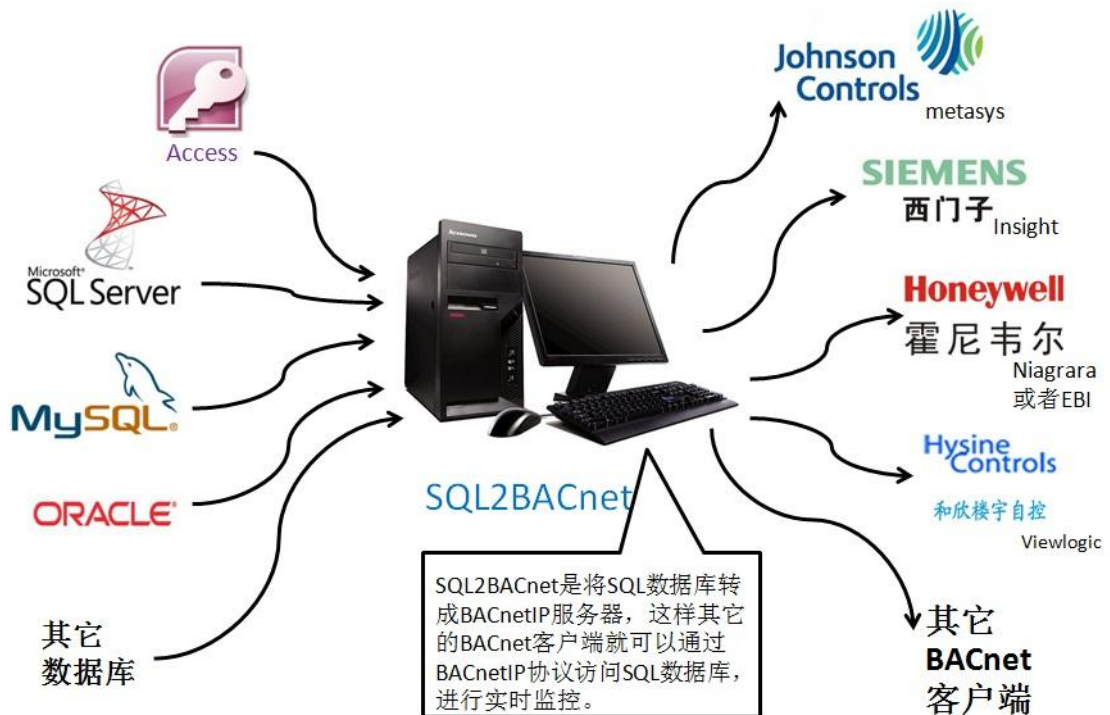 Access
Microsoft®
SQL Server
MySQL®
ORACLE®
其它
数据库
Lenovo
SQL2BACnet
SQL2BACnet是将SQL数据库转
成BACnetIP服务器，这样其它
的BACnet客户端就可以通过
BACnetIP协议访问SQL数据库，
进行实时监控。
Johnson
Controls
metasys
SIEMENS
西门子
Insight
Honeywell
霍尼韦尔
Niagrara
或者EBI
Hysine
Controls
和欣楼宇自控
Viewlogic
其它
BACnet
客户端